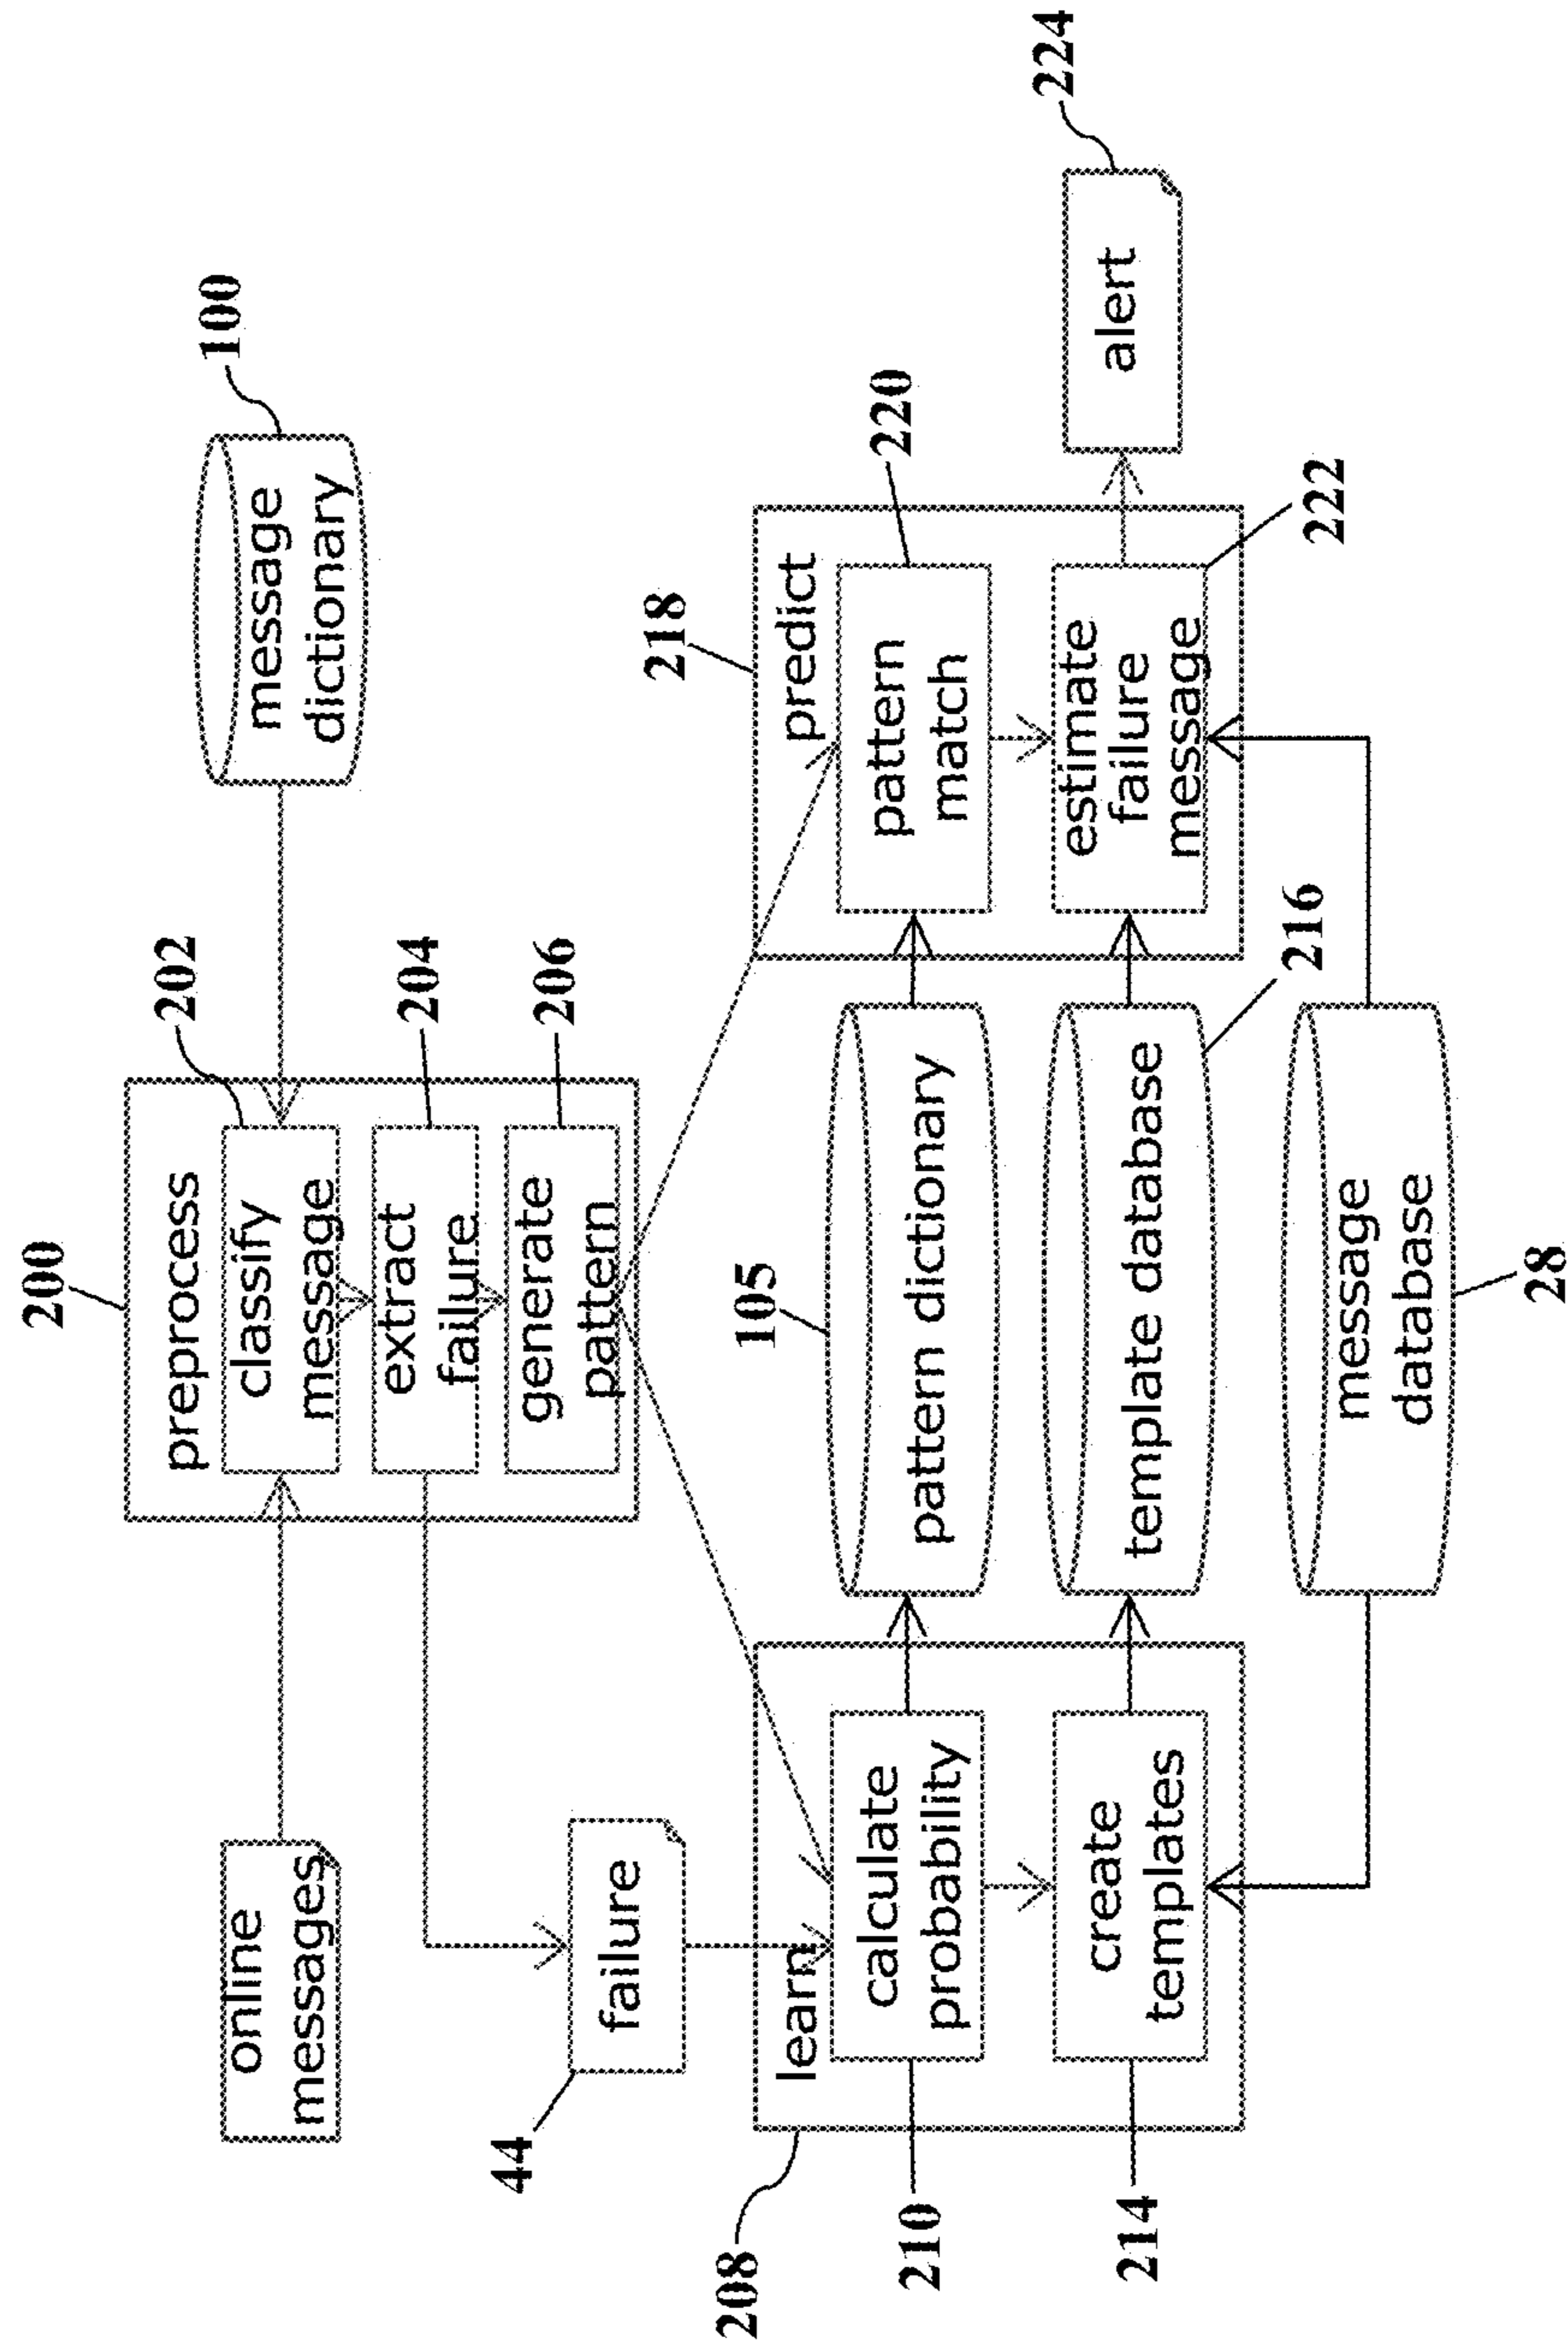 200
preprocess
202
classify
message
204
extract
failure
206
generate
pattern
online
messages
100
message
dictionary
44
failure
208
learn
210
calculate
probability
214
create
templates
105
pattern dictionary
template database
216
message
database
28
218
predict
220
pattern
match
222
estimate
failure
message
alert
224